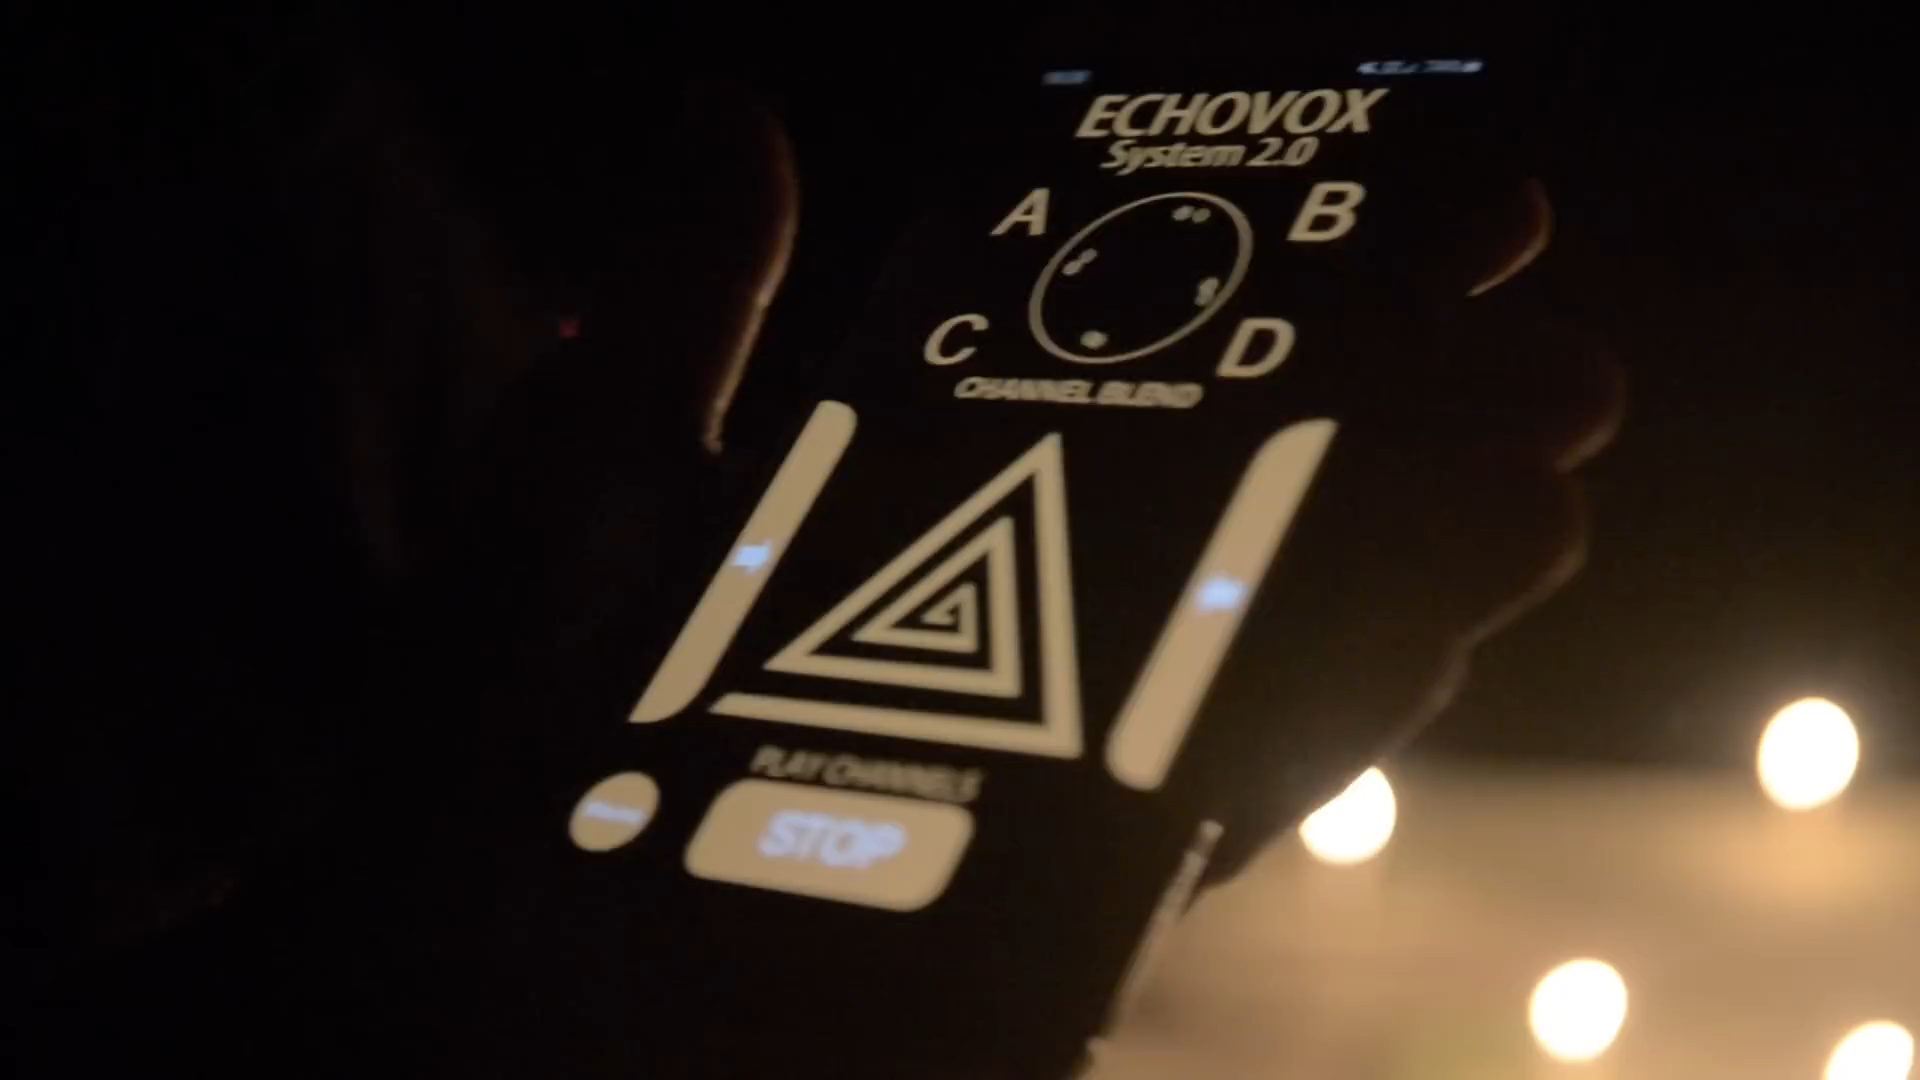 ECHOVOX
System 2.0
A B
C D
CHANNEL BLEND
PLAY CHANNELS
STOP